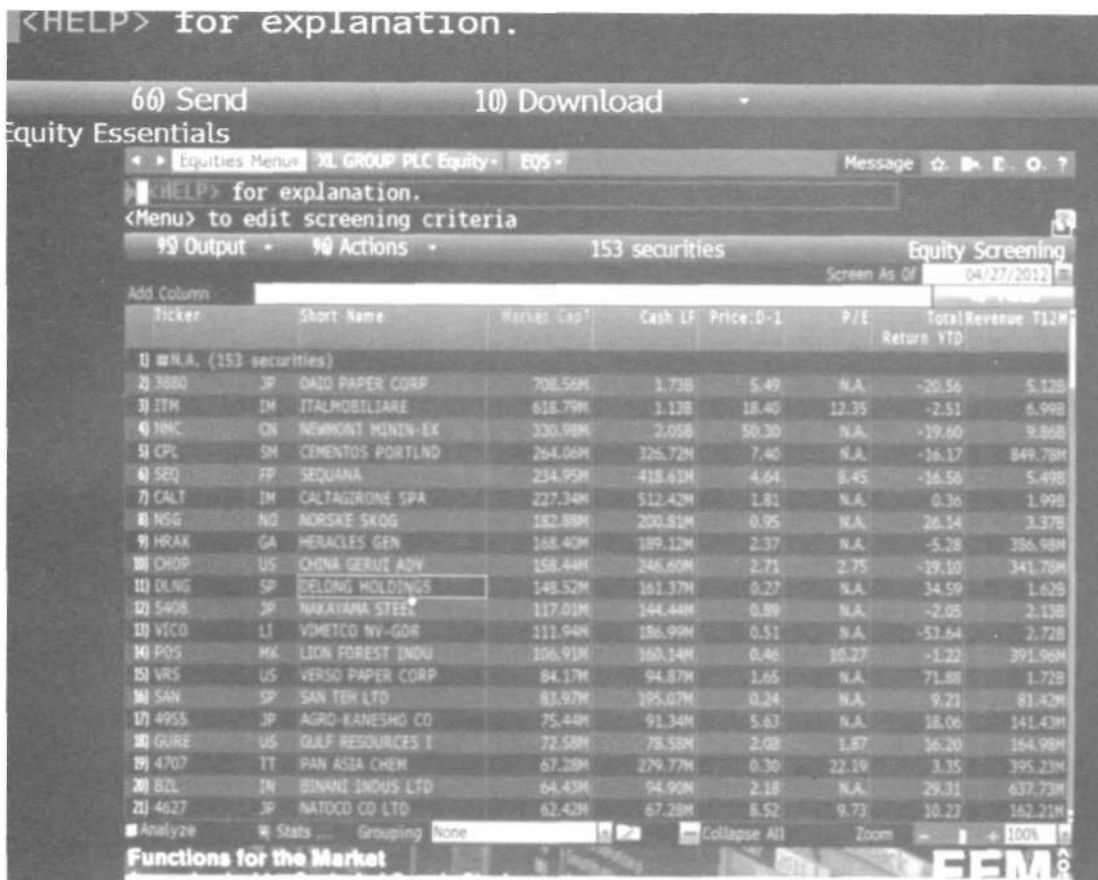 <HELP> for explanation.
66) Send 10) Download
Equity Essentials
Equities Menu XL GROUP PLC Equity EQS Message ?
<HELP> for explanation.
<Menu> to edit screening criteria
Output Actions 153 securities Equity Screening
Screen As Of 04/27/2012
Add Column
Ticker Short Name Market Cap Cash LF Price:D-1 P/E Total Revenue T12M
Return YTD
1) N.A. (153 securities)
2) 3880 JP DAIO PAPER CORP 708.56M 1.73B 5.49 N.A. -20.56 5.12B
3) ITM IM ITALMOBILIARE 618.79M 1.13B 18.40 12.35 -2.51 6.99B
4) NMC CN NEWMONT MININ-EX 330.98M 2.05B 50.30 N.A. -19.60 9.86B
5) CPL SM CEMENTOS PORTLND 264.06M 326.72M 7.40 N.A. -16.17 849.78M
6) SEQ FP SEQUANA 234.95M 418.61M 4.64 8.45 -16.56 5.49B
7) CALT IM CALTAGIRONE SPA 227.34M 512.42M 1.81 N.A. 0.36 1.99B
8) NSG NO NORSKE SKOG 182.88M 200.81M 0.95 N.A. 26.14 3.37B
9) HRAK GA HERACLES GEN 168.40M 189.12M 2.37 N.A. -5.28 386.98M
10) CHOP US CHINA GERUI ADV 158.44M 246.60M 2.71 2.75 -19.10 341.78M
11) DLNG SP DELONG HOLDINGS 148.52M 161.37M 0.27 N.A. 34.59 1.62B
12) 5408 JP NAKAYAMA STEEL 117.01M 144.44M 0.89 N.A. -2.05 2.13B
13) VICO LI VIMETCO NV-GDR 111.94M 186.99M 0.51 N.A. -53.64 2.72B
14) POS MK LION FOREST INDU 106.91M 160.14M 0.46 10.27 -1.22 391.96M
15) VRS US VERSO PAPER CORP 84.17M 94.87M 1.65 N.A. 71.88 1.72B
16) SAN SP SAN TEH LTD 83.97M 195.07M 0.24 N.A. 9.21 81.42M
17) 4955 JP AGRO-KANESHO CO 75.44M 91.34M 5.63 N.A. 18.06 141.43M
18) GURE US GULF RESOURCES I 72.58M 78.58M 2.08 1.87 16.20 164.98M
19) 4707 TT PAN ASIA CHEM 67.28M 279.77M 0.30 22.19 3.35 395.23M
20) BZL IN BINANI INDUS LTD 64.43M 94.90M 2.18 N.A. 29.31 637.73M
21) 4627 JP NATOCO CO LTD 62.42M 67.28M 8.52 9.73 10.23 162.21M
Analyze Stats ... Grouping None Collapse All Zoom - + 100%
Functions for the Market EEM